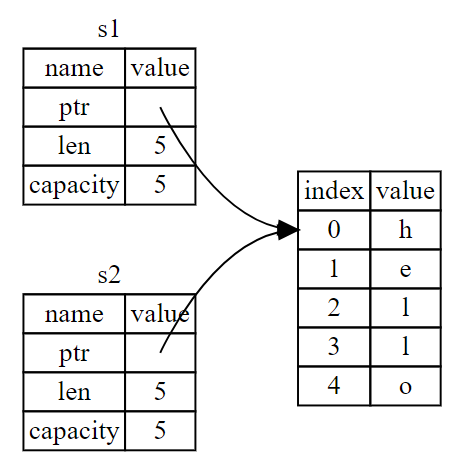 s1
name value
ptr
len 5
capacity 5
s2
name value
ptr
len 5
capacity 5
index value
0 h
1 e
2 l
3 l
4 o